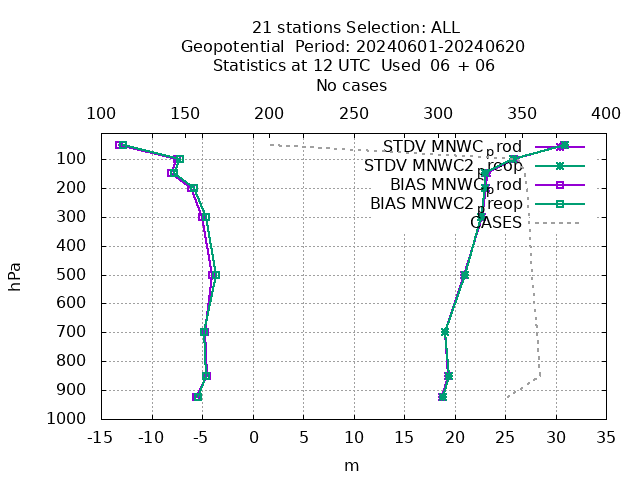 21 stations Selection: ALL
Geopotential  Period: 20240601-20240620
Statistics at 12 UTC  Used  06 + 06
No cases
100 150 200 250 300 350 400
STDV MNWC_prod
STDV MNWC2_preop
BIAS MNWC_prod
BIAS MNWC2_preop
CASES
100
200
300
400
500
600
700
800
900
1000
hPa
-15 -10 -5 0 5 10 15 20 25 30 35
m